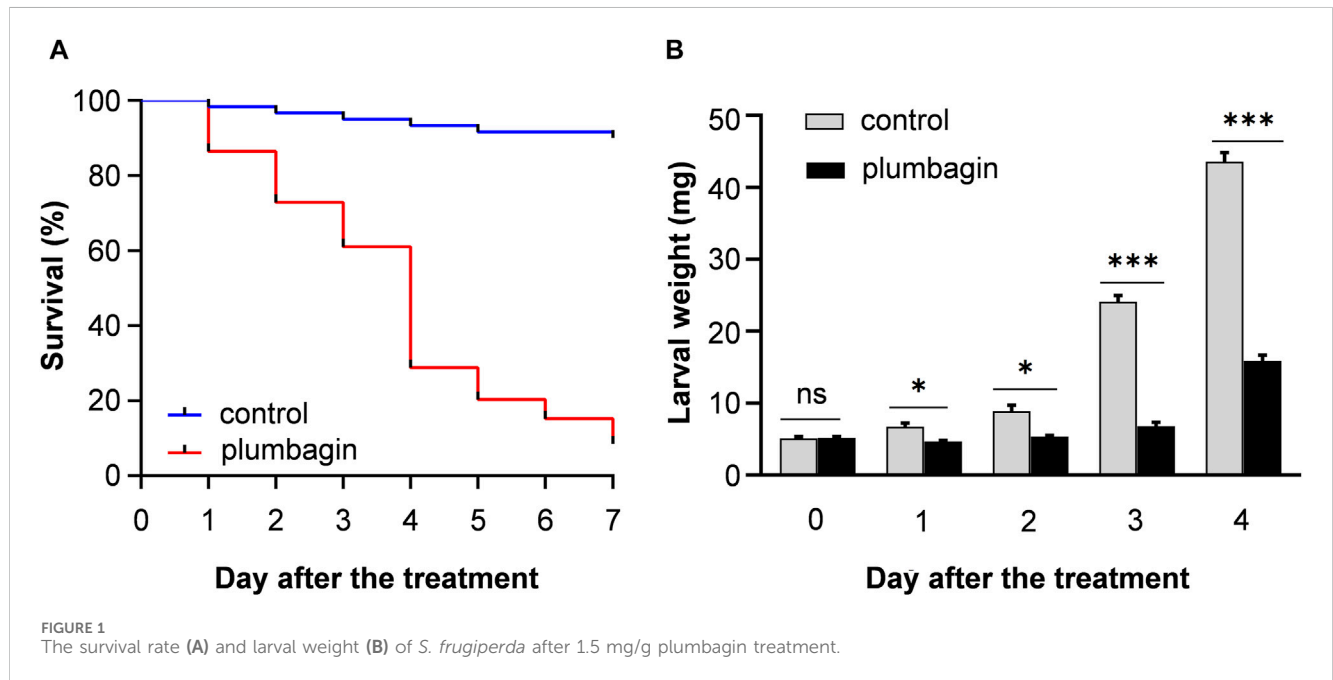 A
100
80
60
40
20
0
Survival (%)
control
plumbagin
0 1 2 3 4 5 6 7
Day after the treatment
B
50
40
30
20
10
0
Larval weight (mg)
control
plumbagin
ns
*
*
***
***
0 1 2 3 4
Day after the treatment
FIGURE 1
The survival rate (A) and larval weight (B) of S. frugiperda after 1.5 mg/g plumbagin treatment.